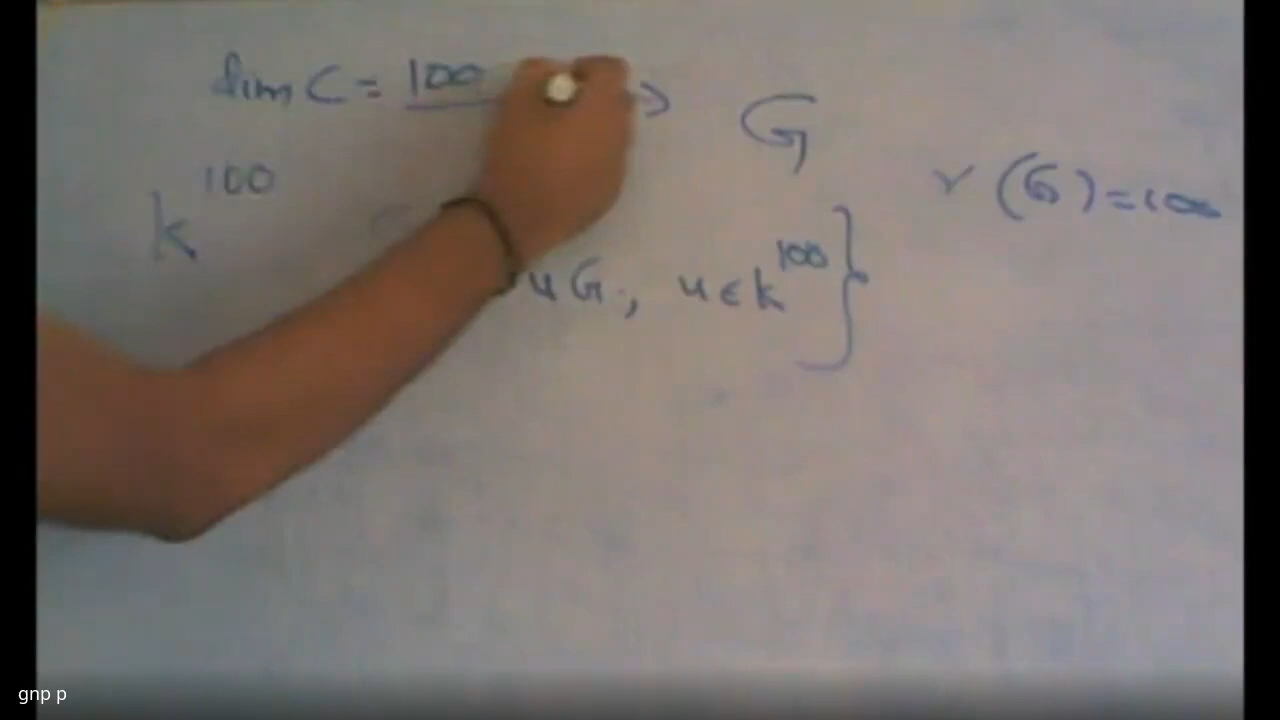 dim C = 100 → G
k^100 r(G) = 100
uG, u ∈ k^100 }
gnp p